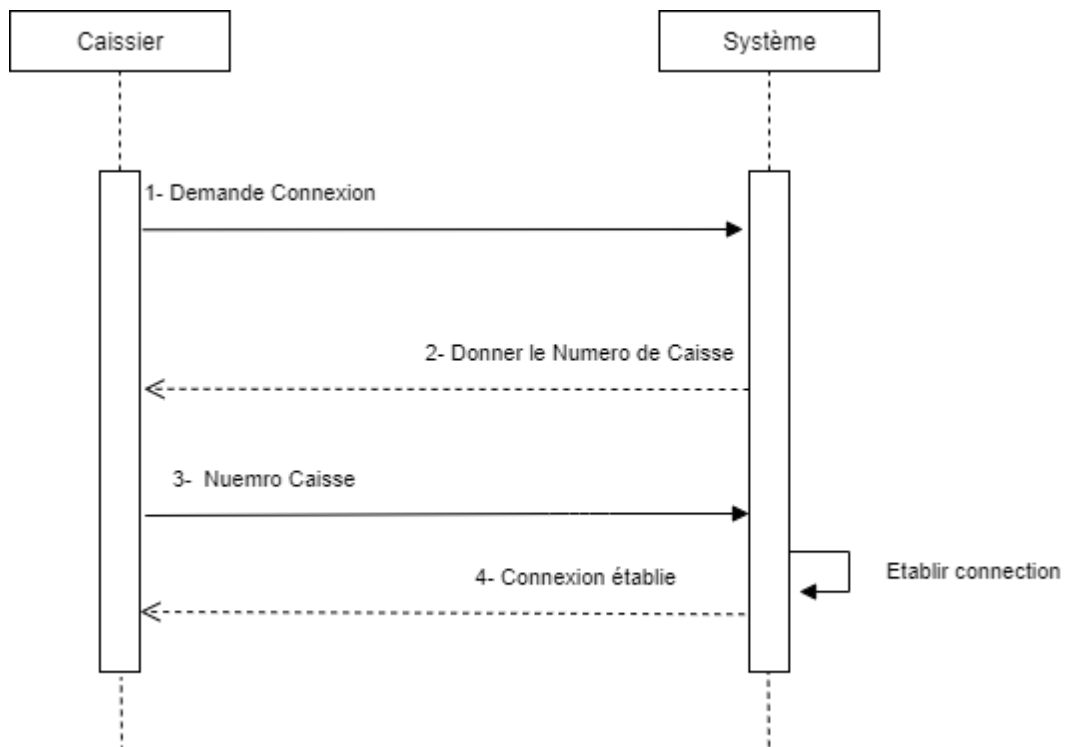 Caissier
Système
1- Demande Connexion
2- Donner le Numero de Caisse
3- Nuemro Caisse
4- Connexion établie
Etablir connection